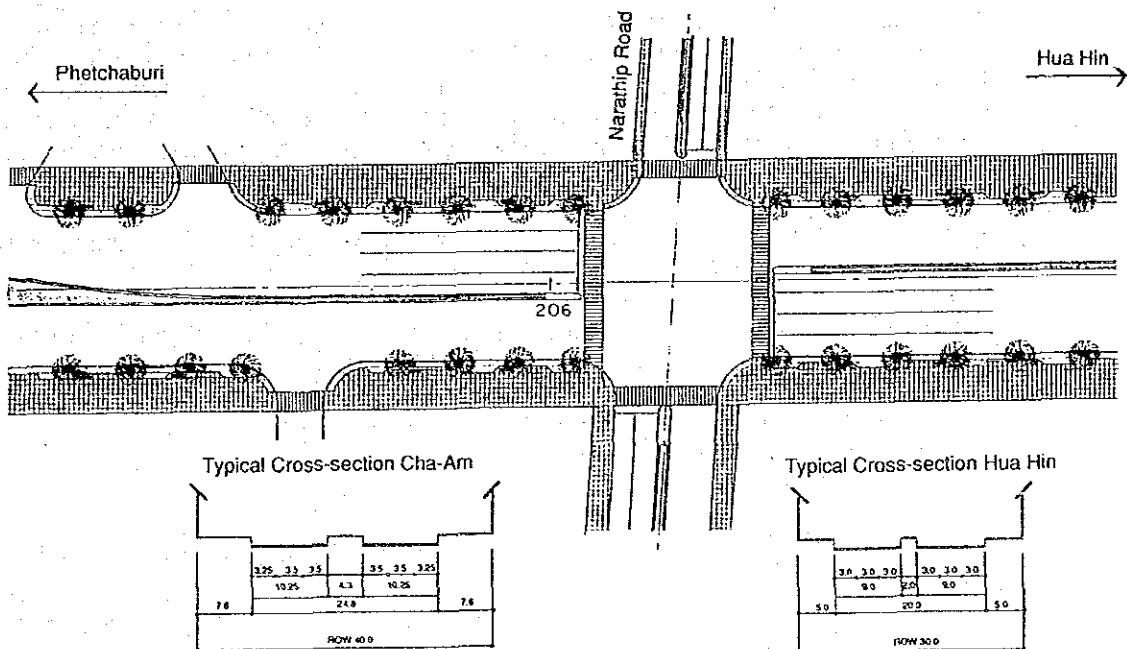 Phetchaburi
Narathip Road
Hua Hin
206
Typical Cross-section Cha-Am
Typical Cross-section Hua Hin
3.25 3.5 3.5 3.5 3.5 3.25
10.25 4.3 10.25
7.6 24.8 7.6
ROW 40.0
3.0 3.0 3.0 3.0 3.0 3.0
9.0 2.0 9.0
5.0 20.0 5.0
ROW 30.0